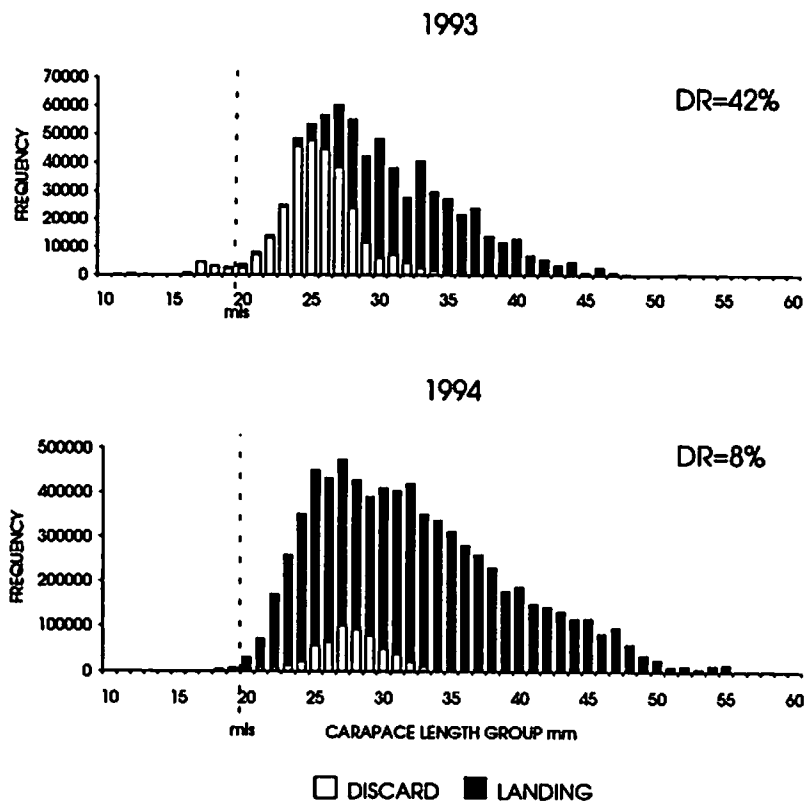 1993
70000
60000
50000
40000
30000
20000
10000
0
FREQUENCY
DR=42%
10 15 20 25 30 35 40 45 50 55 60
mls
1994
500000
400000
300000
200000
100000
0
FREQUENCY
DR=8%
10 15 20 25 30 35 40 45 50 55 60
mls
CARAPACE LENGTH GROUP mm
DISCARD LANDING